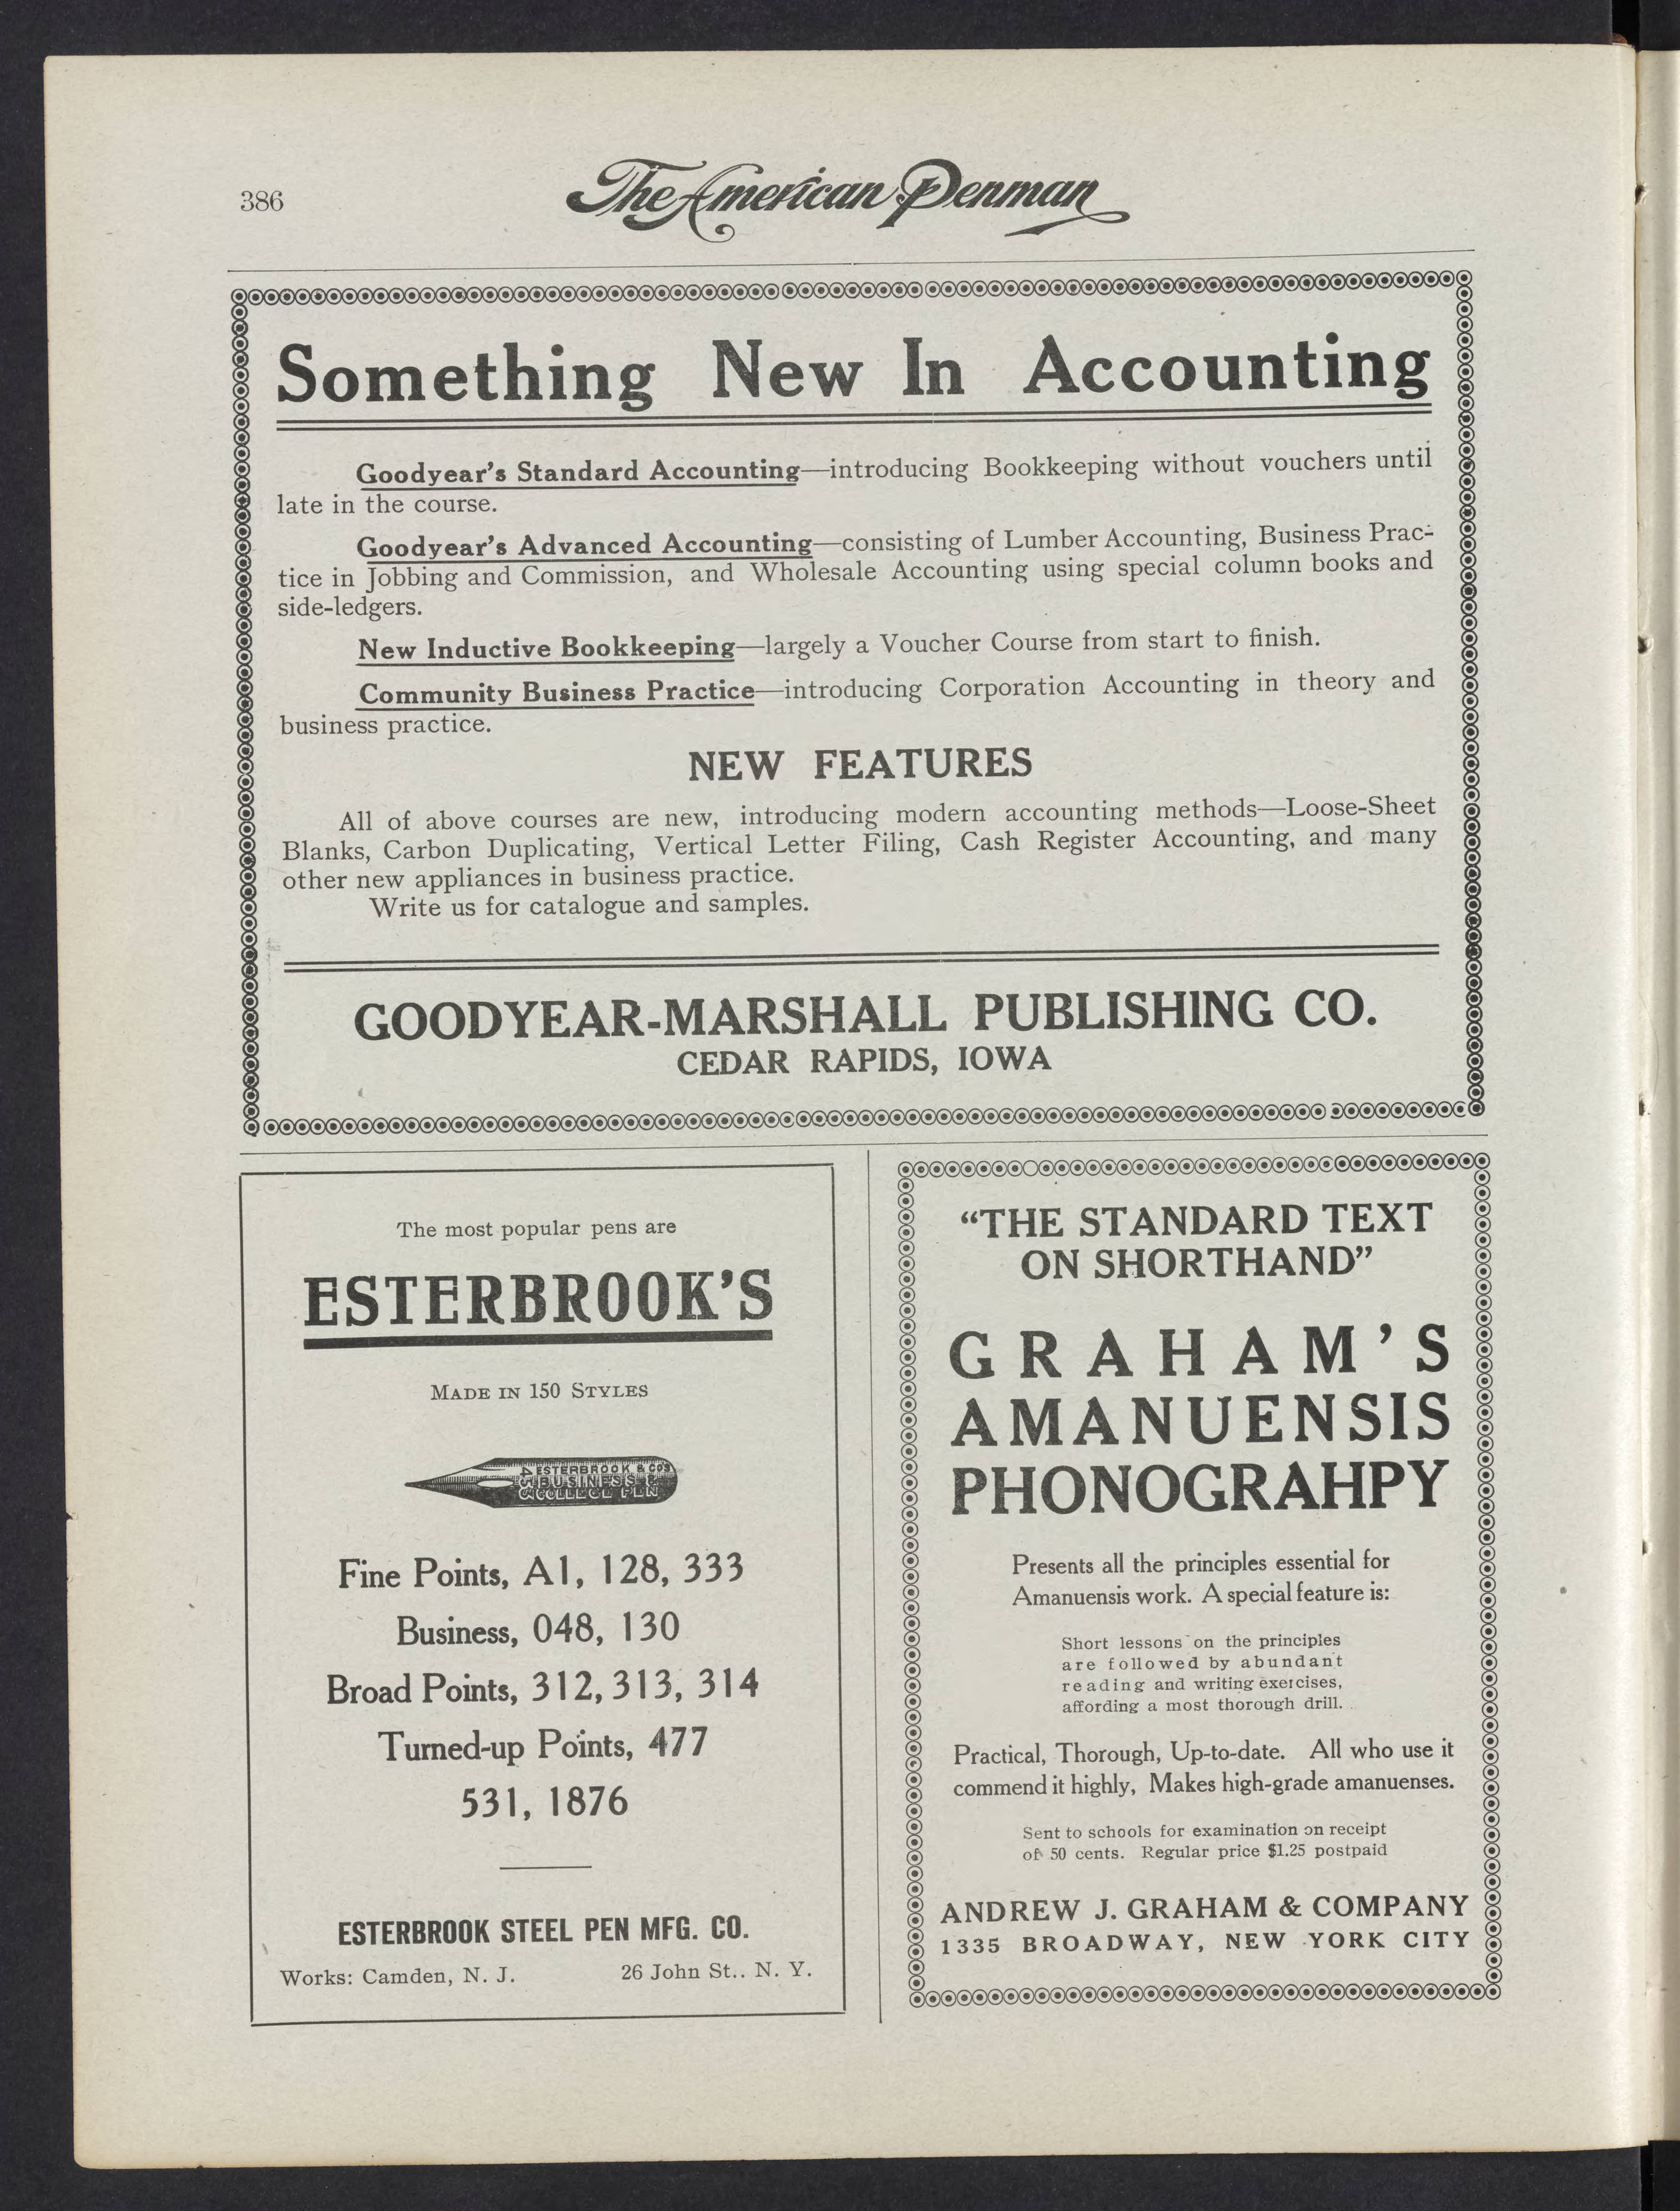 386
The American Penman
Something New In Accounting
Goodyear's Standard Accounting—introducing Bookkeeping without vouchers until
late in the course.
Goodyear's Advanced Accounting—consisting of Lumber Accounting, Business Prac-
tice in Jobbing and Commission, and Wholesale Accounting using special column books and
side-ledgers.
New Inductive Bookkeeping—largely a Voucher Course from start to finish.
Community Business Practice—introducing Corporation Accounting in theory and
business practice.
NEW FEATURES
All of above courses are new, introducing modern accounting methods—Loose-Sheet
Blanks, Carbon Duplicating, Vertical Letter Filing, Cash Register Accounting, and many
other new appliances in business practice.
Write us for catalogue and samples.
GOODYEAR-MARSHALL PUBLISHING CO.
CEDAR RAPIDS, IOWA
The most popular pens are
ESTERBROOK'S
MADE IN 150 STYLES
ESTERBROOK & CO'S
BUSINESS &
COLLEGE PEN
Fine Points, A1, 128, 333
Business, 048, 130
Broad Points, 312, 313, 314
Turned-up Points, 477
531, 1876
ESTERBROOK STEEL PEN MFG. CO.
Works: Camden, N. J. 26 John St.. N. Y.
“THE STANDARD TEXT
ON SHORTHAND”
GRAHAM'S
AMANUENSIS
PHONOGRAHPY
Presents all the principles essential for
Amanuensis work. A special feature is:
Short lessons on the principles
are followed by abundant
reading and writing exercises,
affording a most thorough drill.
Practical, Thorough, Up-to-date. All who use it
commend it highly, Makes high-grade amanuenses.
Sent to schools for examination on receipt
of 50 cents. Regular price $1.25 postpaid
ANDREW J. GRAHAM & COMPANY
1335 BROADWAY, NEW YORK CITY